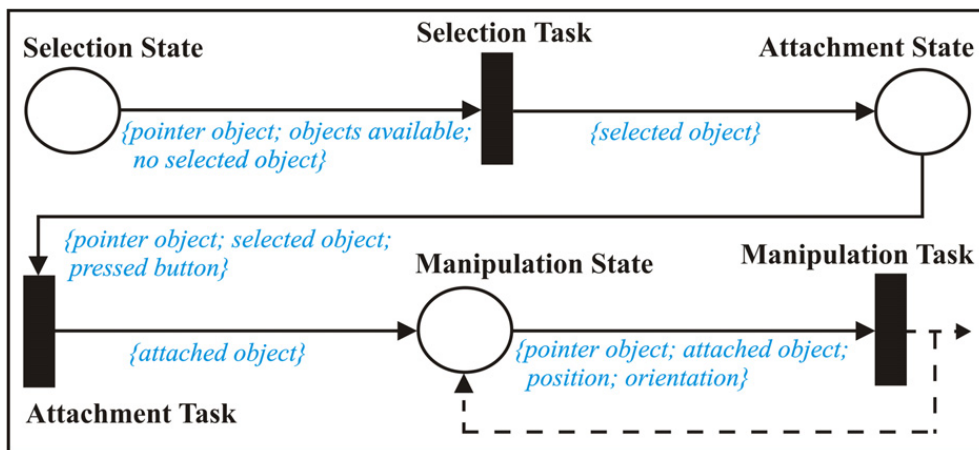 Selection State
Selection Task
Attachment State
{pointer object; objects available;
no selected object}
{selected object}
{pointer object; selected object;
pressed button}
Manipulation State
Manipulation Task
{attached object}
{pointer object; attached object;
position; orientation}
Attachment Task